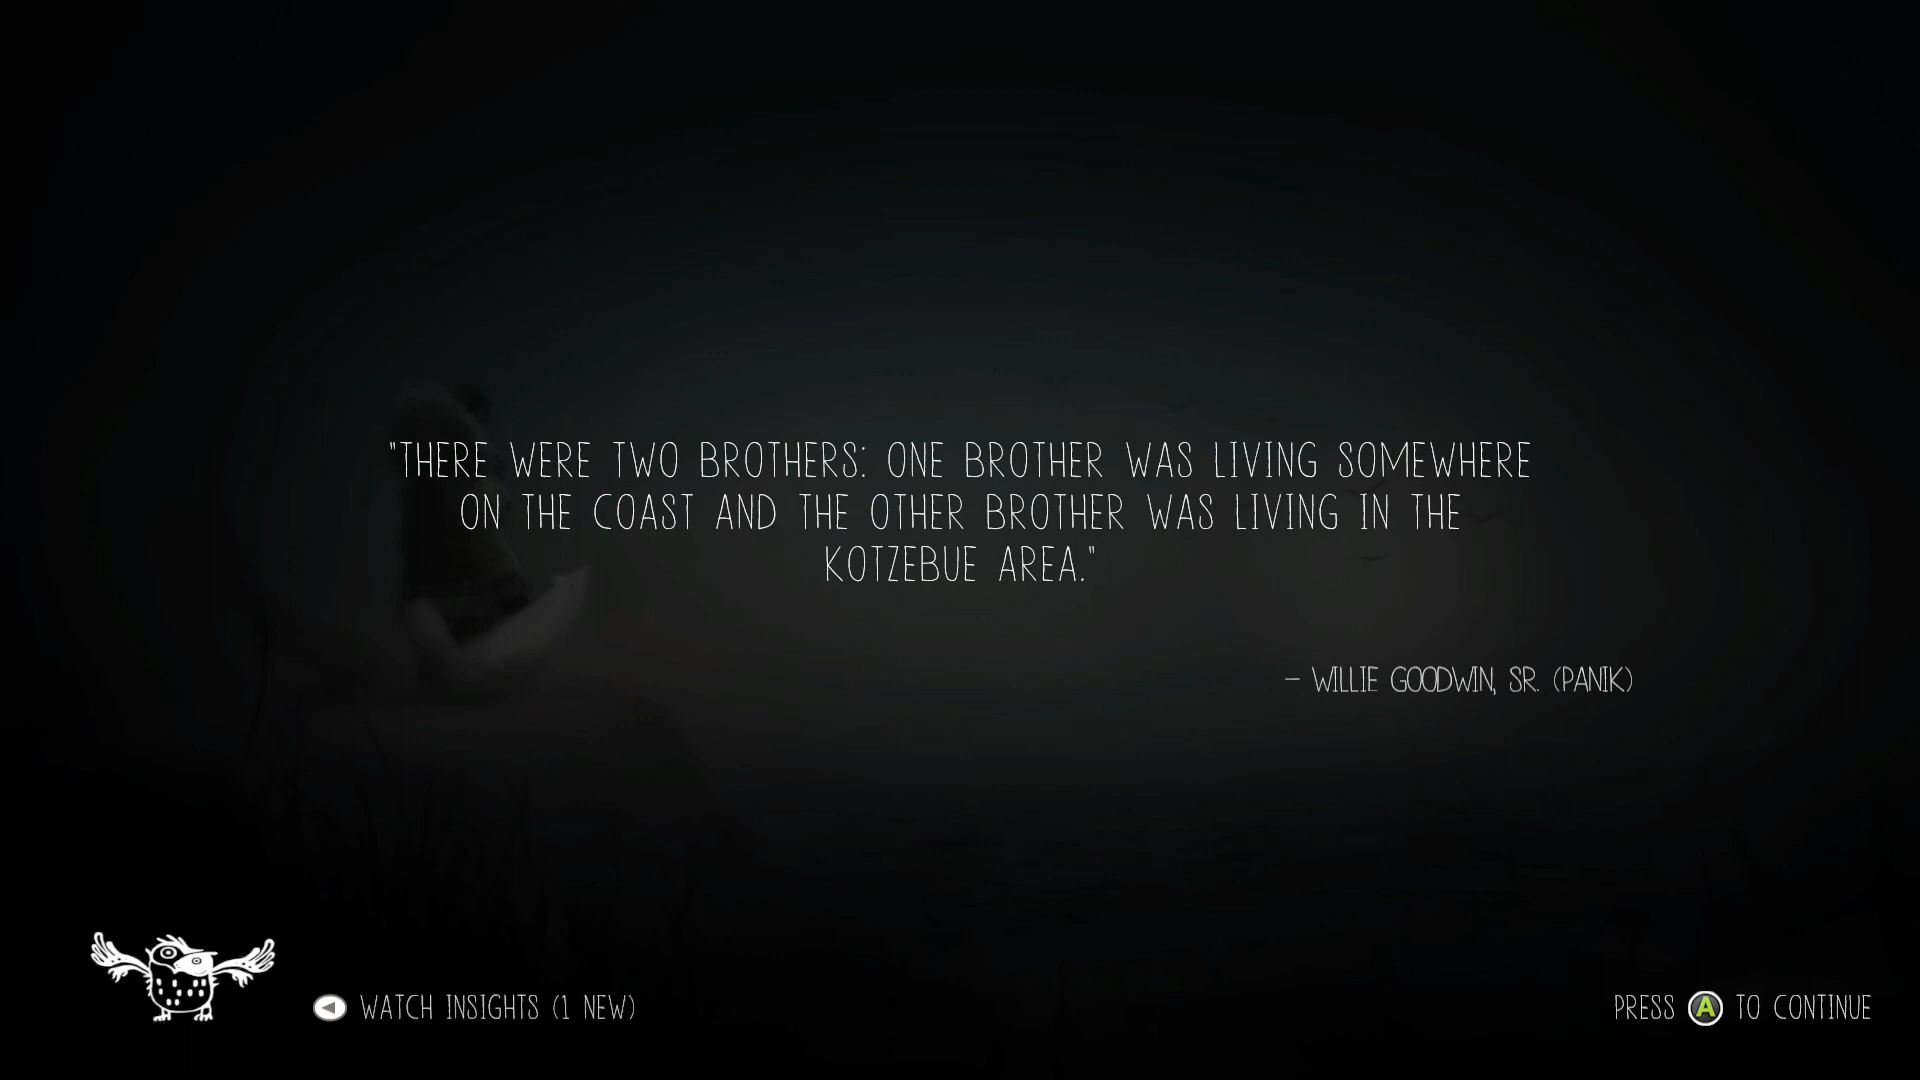 "THERE WERE TWO BROTHERS: ONE BROTHER WAS LIVING SOMEWHERE
ON THE COAST AND THE OTHER BROTHER WAS LIVING IN THE
KOTZEBUE AREA."
– WILLIE GOODWIN, SR. (PANIK)
WATCH INSIGHTS (1 NEW)
PRESS A TO CONTINUE